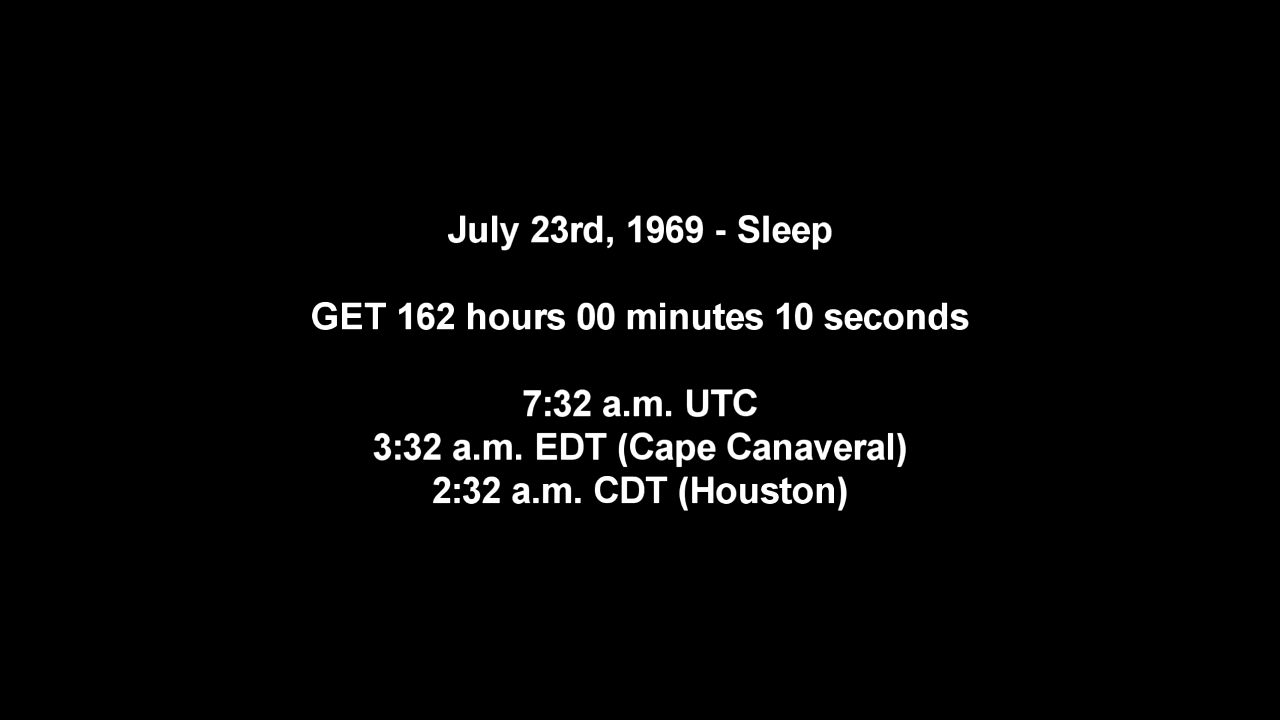 July 23rd, 1969 - Sleep
GET 162 hours 00 minutes 10 seconds
7:32 a.m. UTC
3:32 a.m. EDT (Cape Canaveral)
2:32 a.m. CDT (Houston)